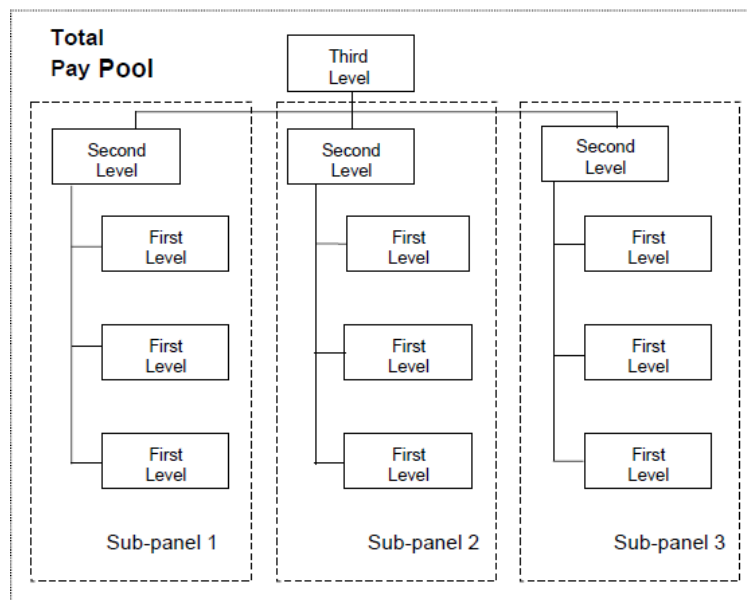 Total
Pay Pool
Third
Level
Second
Level
First
Level
First
Level
First
Level
Sub-panel 1
Second
Level
First
Level
First
Level
First
Level
Sub-panel 2
Second
Level
First
Level
First
Level
First
Level
Sub-panel 3